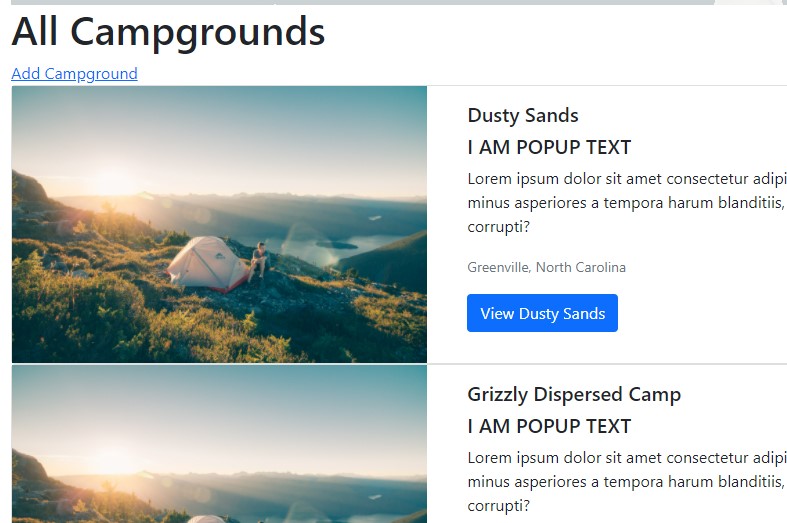 All Campgrounds
Add Campground
Dusty Sands
I AM POPUP TEXT
Lorem ipsum dolor sit amet consectetur adipi
minus asperiores a tempora harum blanditiis,
corrupti?
Greenville, North Carolina
View Dusty Sands
Grizzly Dispersed Camp
I AM POPUP TEXT
Lorem ipsum dolor sit amet consectetur adipi
minus asperiores a tempora harum blanditiis,
corrupti?